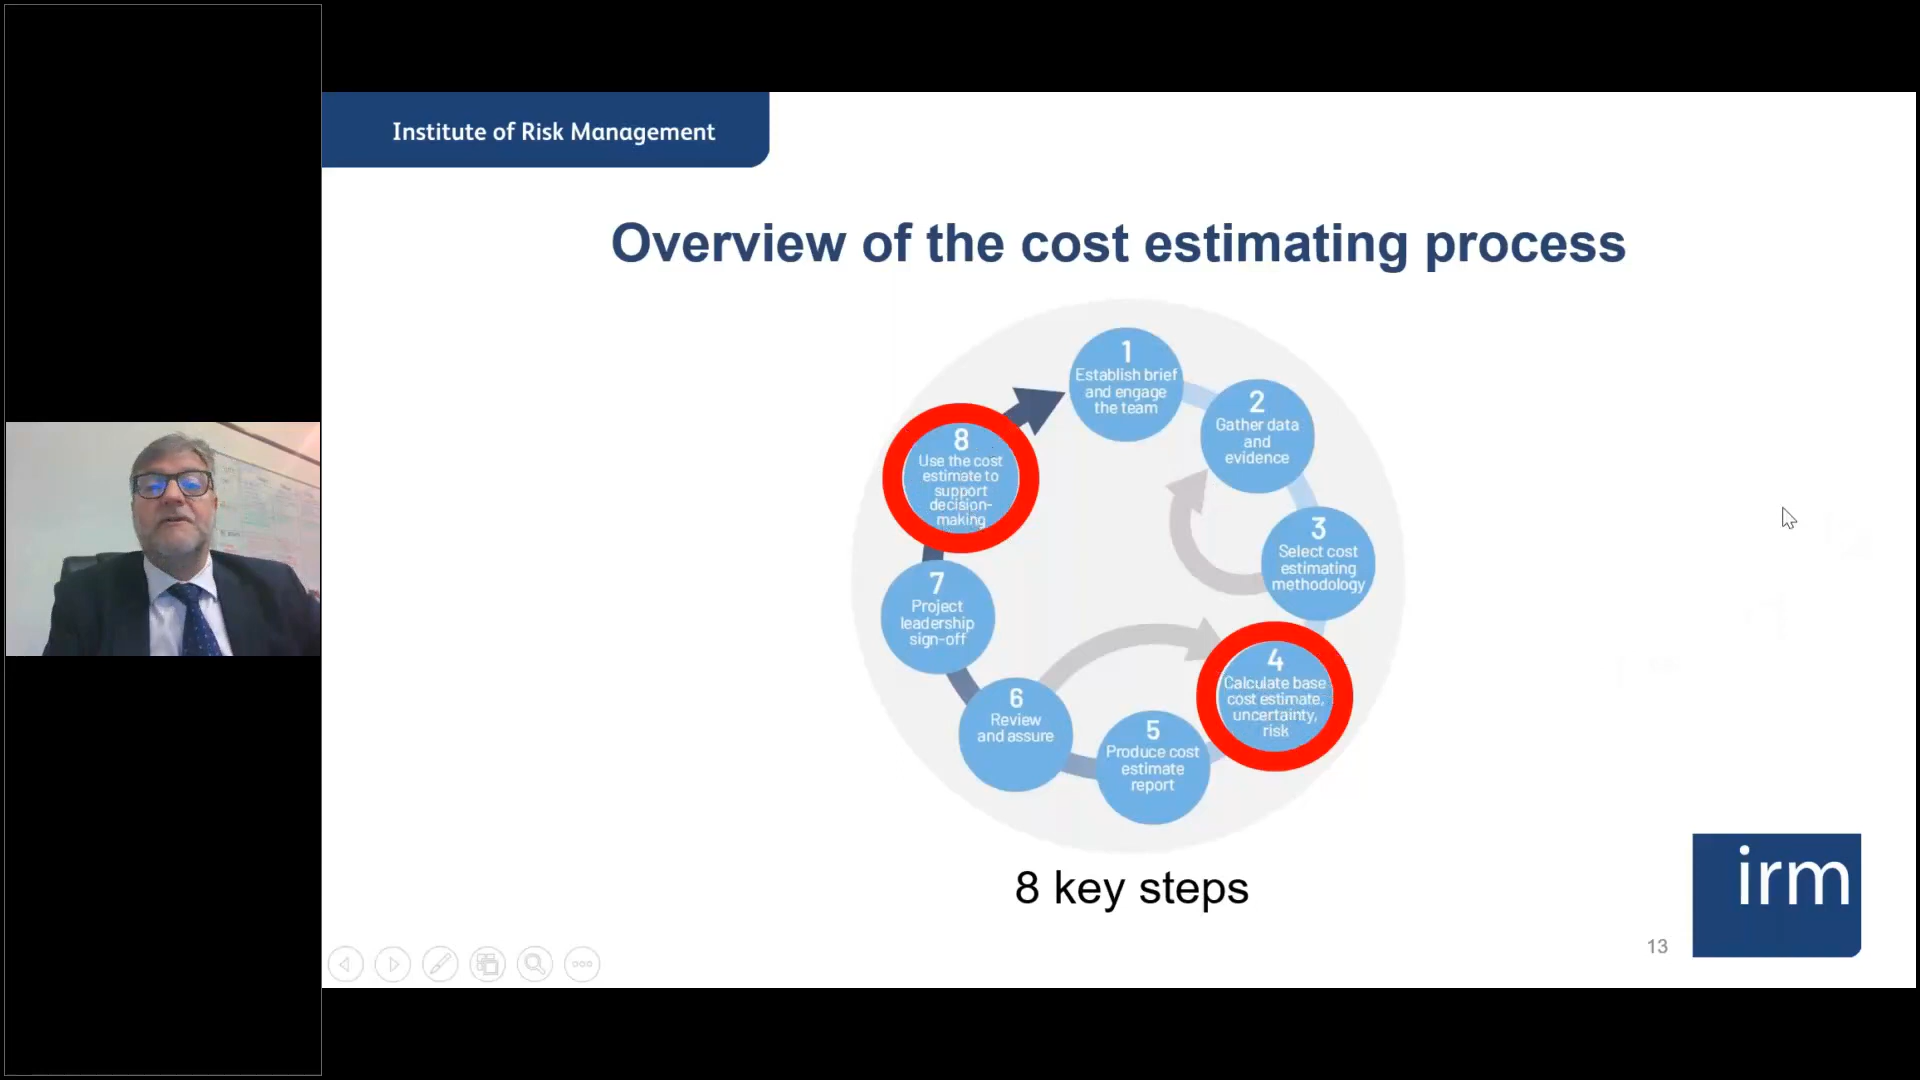 Institute of Risk Management
Overview of the cost estimating process
1
Establish brief
and engage
the team
2
Gather data
and
evidence
3
Select cost
estimating
methodology
4
Calculate base
cost estimate,
uncertainty,
risk
5
Produce cost
estimate
report
6
Review
and assure
7
Project
leadership
sign-off
8
Use the cost
estimate to
support
decision-
making
8 key steps
13
irm